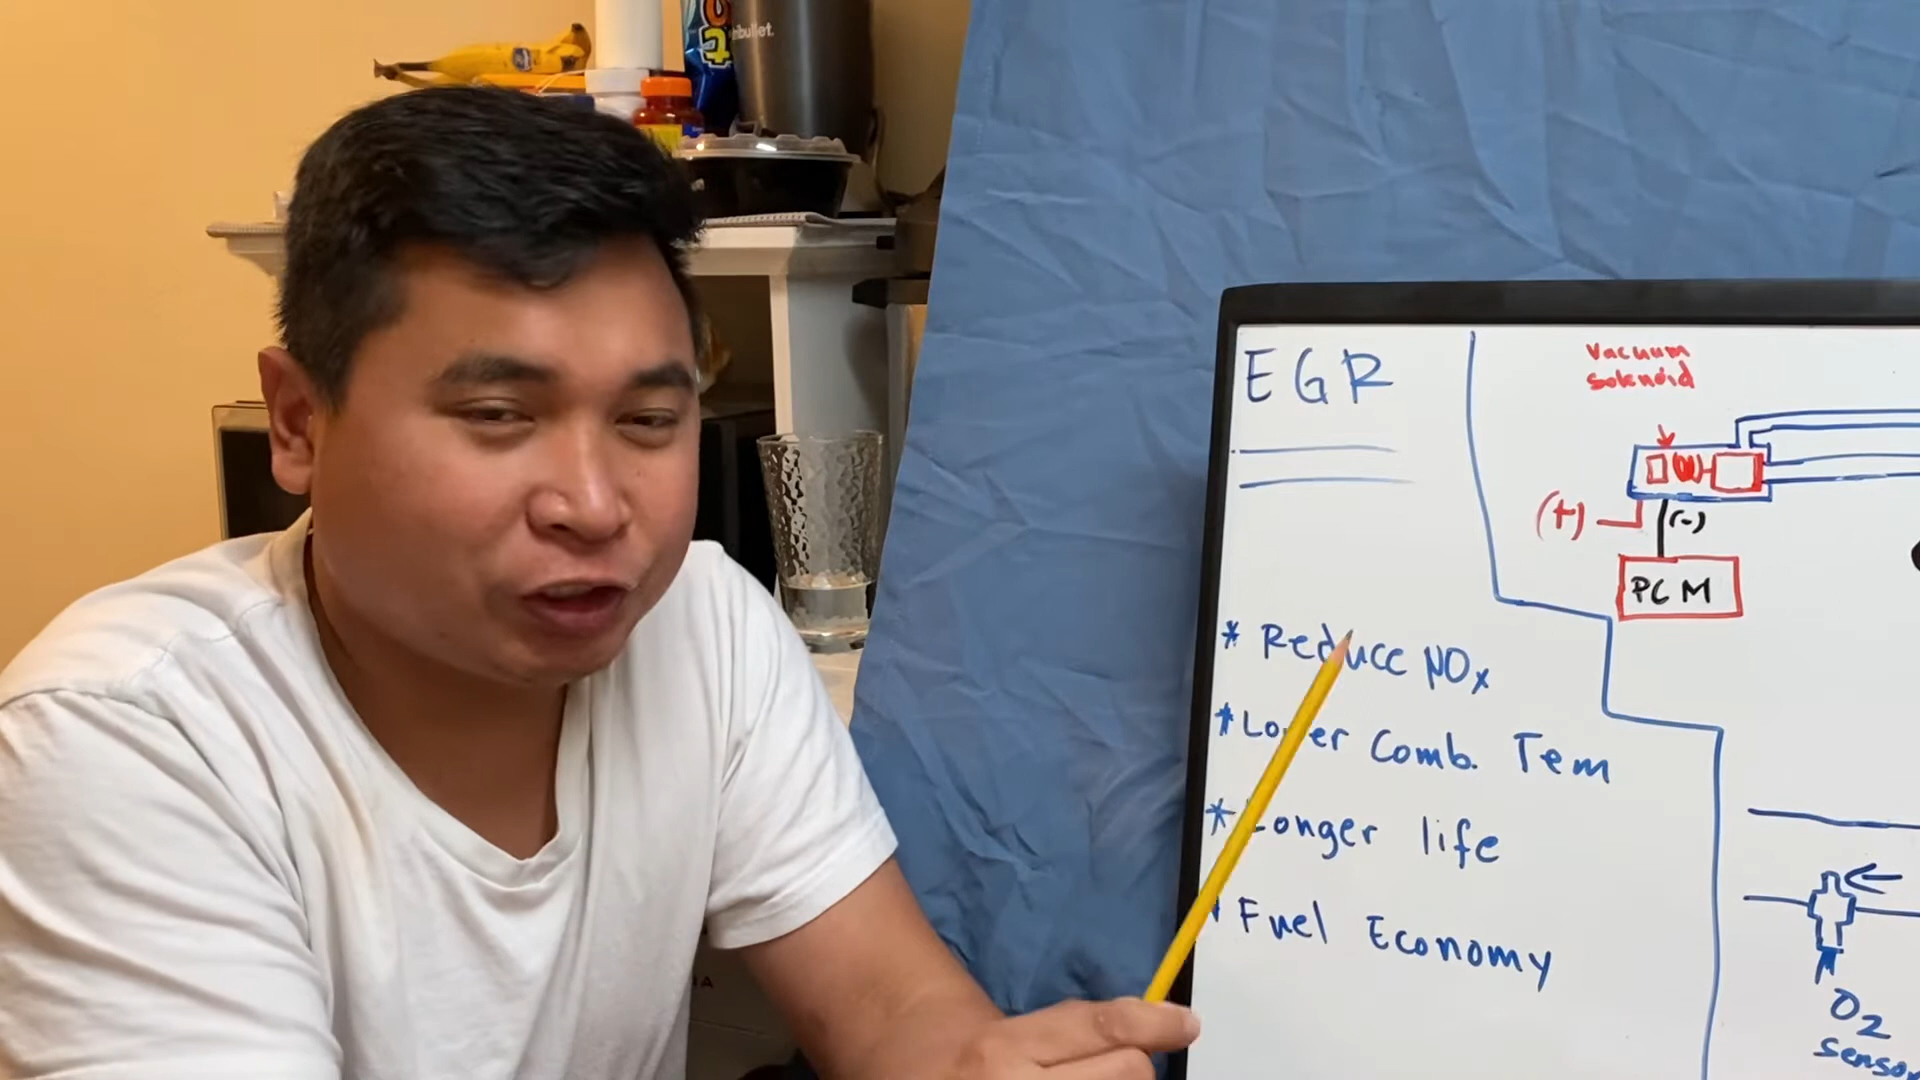 EGR
Vacuum
Solenoid
(+)
(-)
PCM
* Reduce NOx
* Lower Comb. Tem
* Longer life
* Fuel Economy
O2
sensor